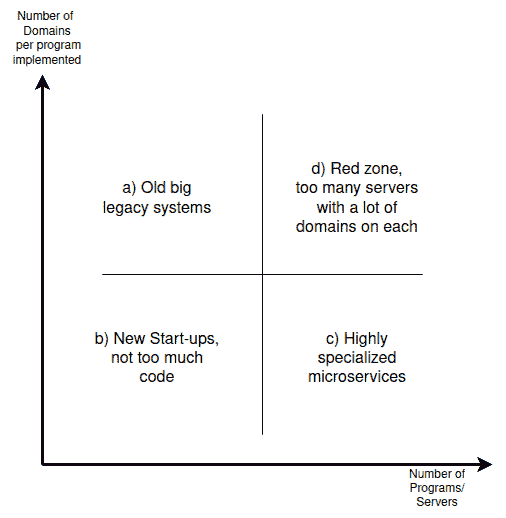 Number of
Domains
per program
implemented
a) Old big
legacy systems
d) Red zone,
too many servers
with a lot of
domains on each
b) New Start-ups,
not too much
code
c) Highly
specialized
microservices
Number of
Programs/
Servers